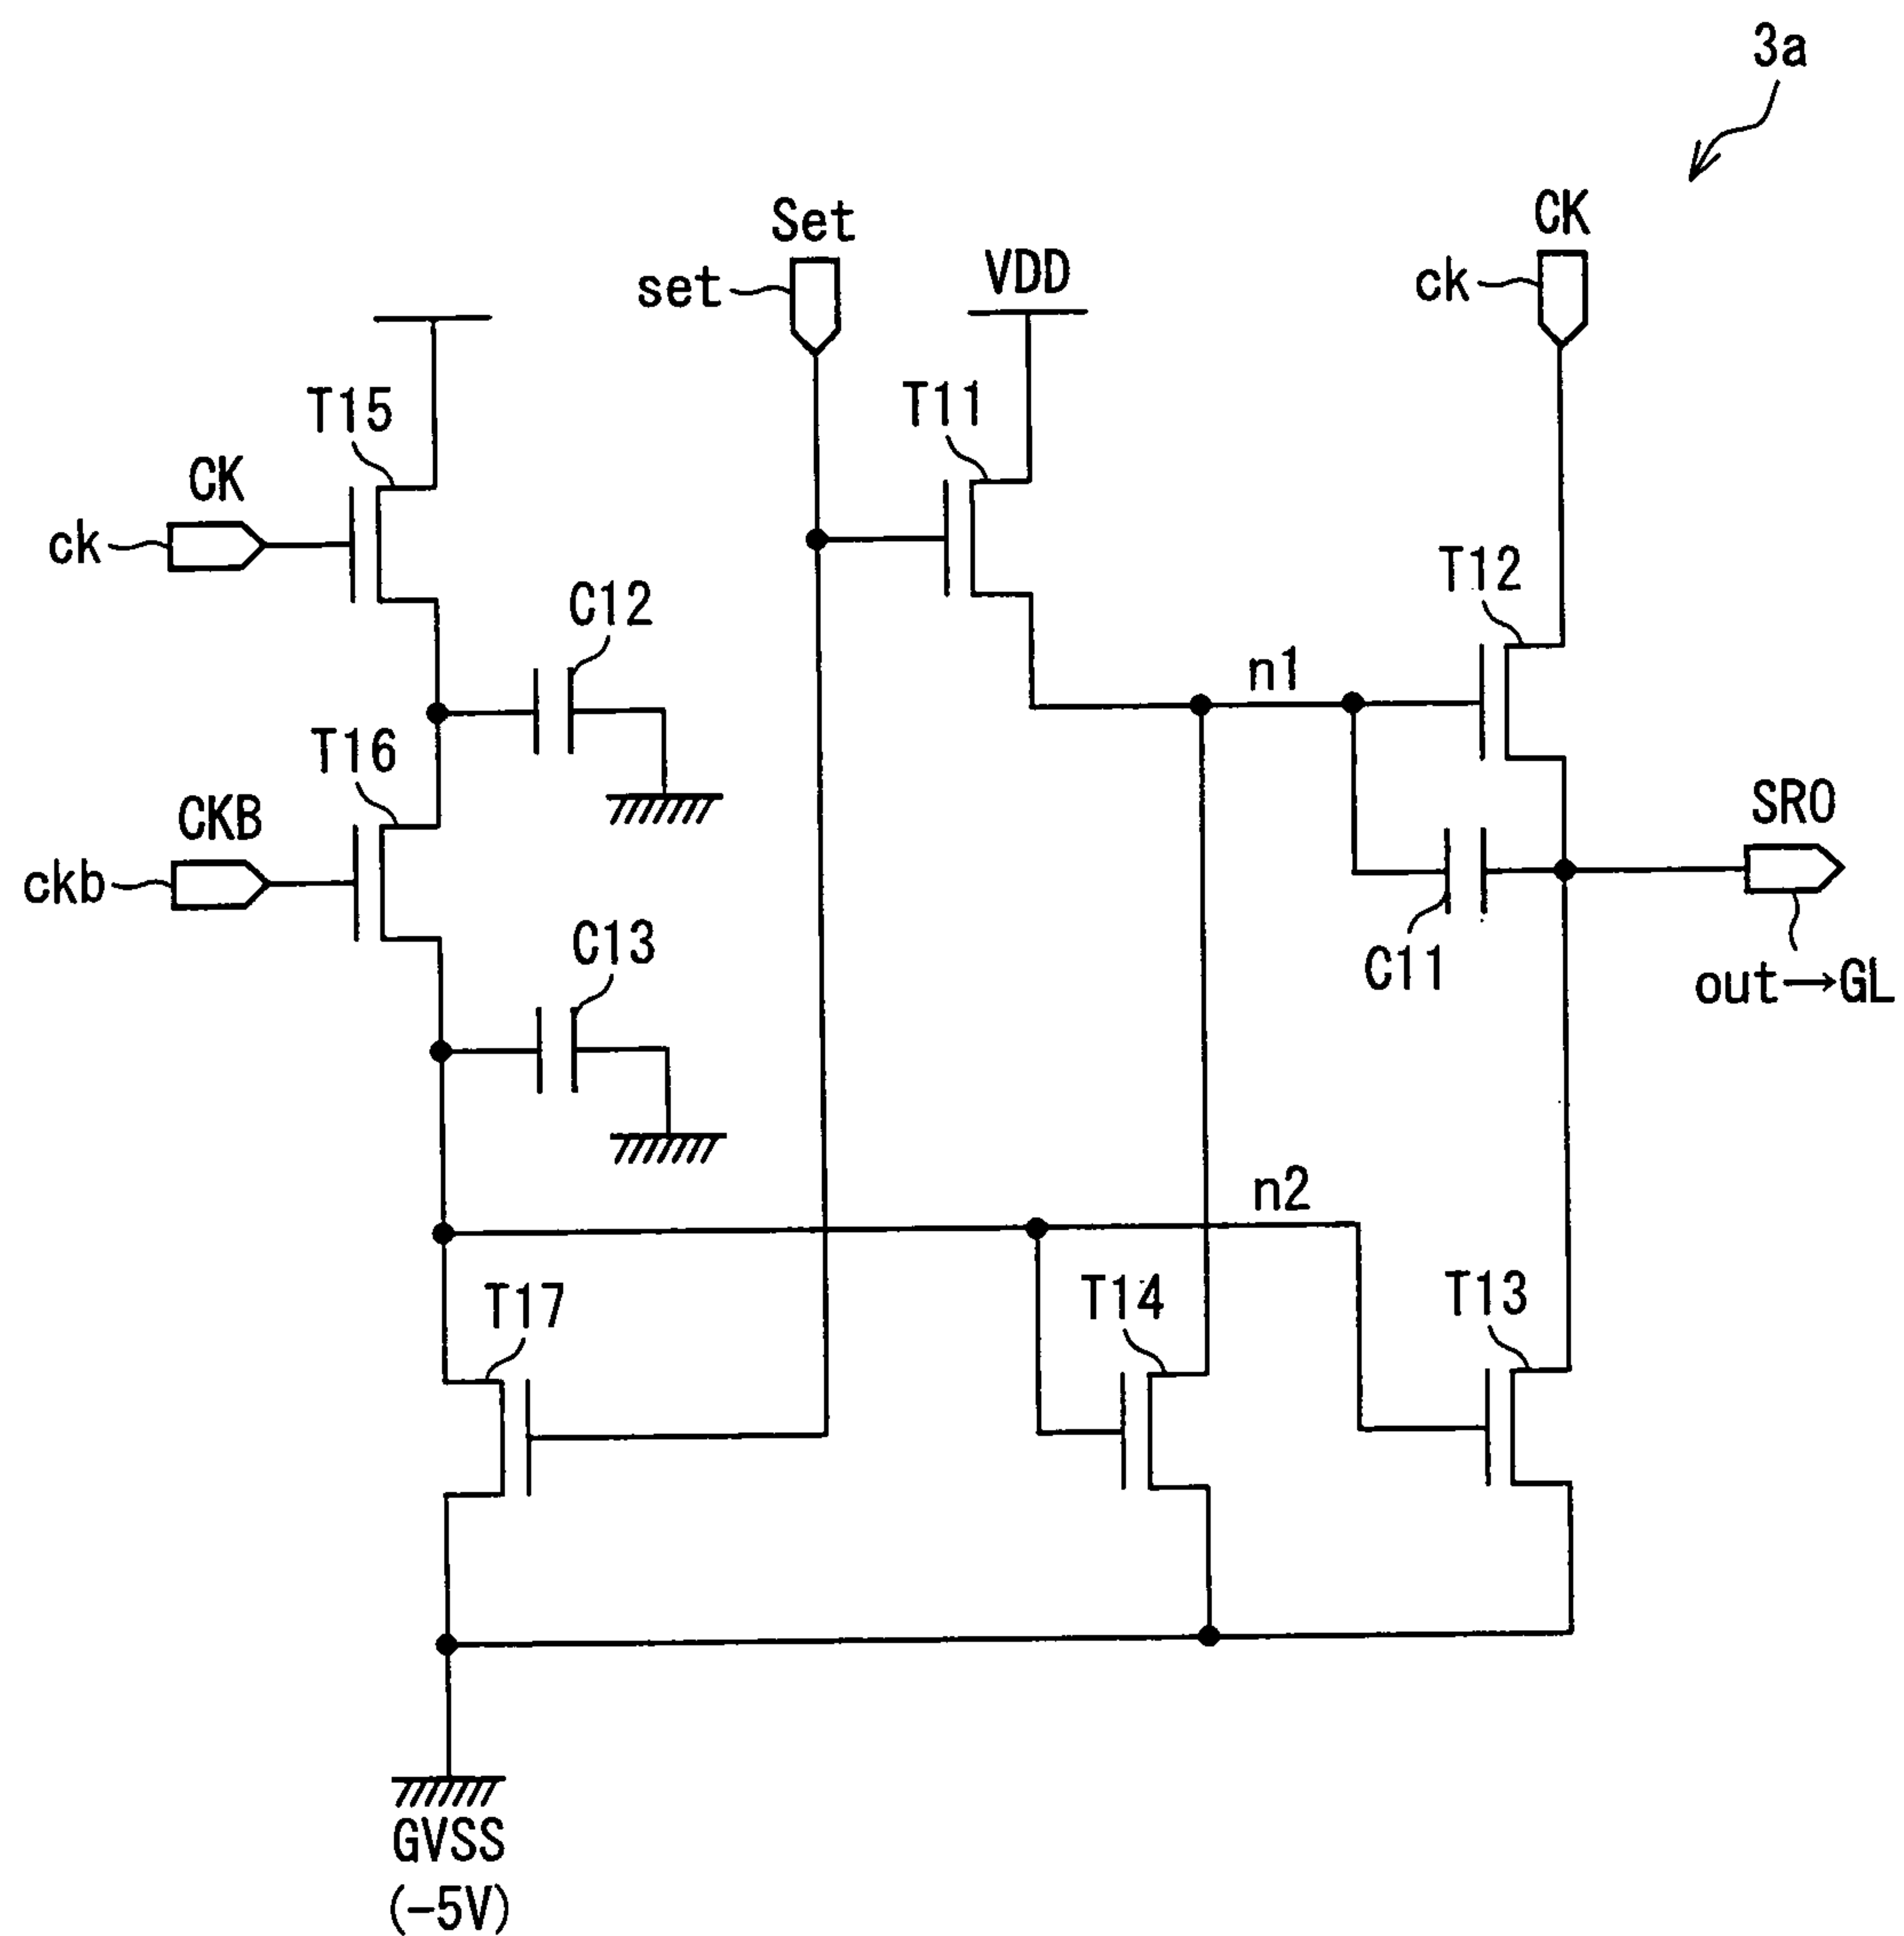 3a
Set
set
VDD
CK
ck
T15
T11
CK
ck
T12
C12
n1
T16
CKB
ckb
SRO
C13
C11
out→GL
n2
T17
T14
T13
GVSS
(-5V)